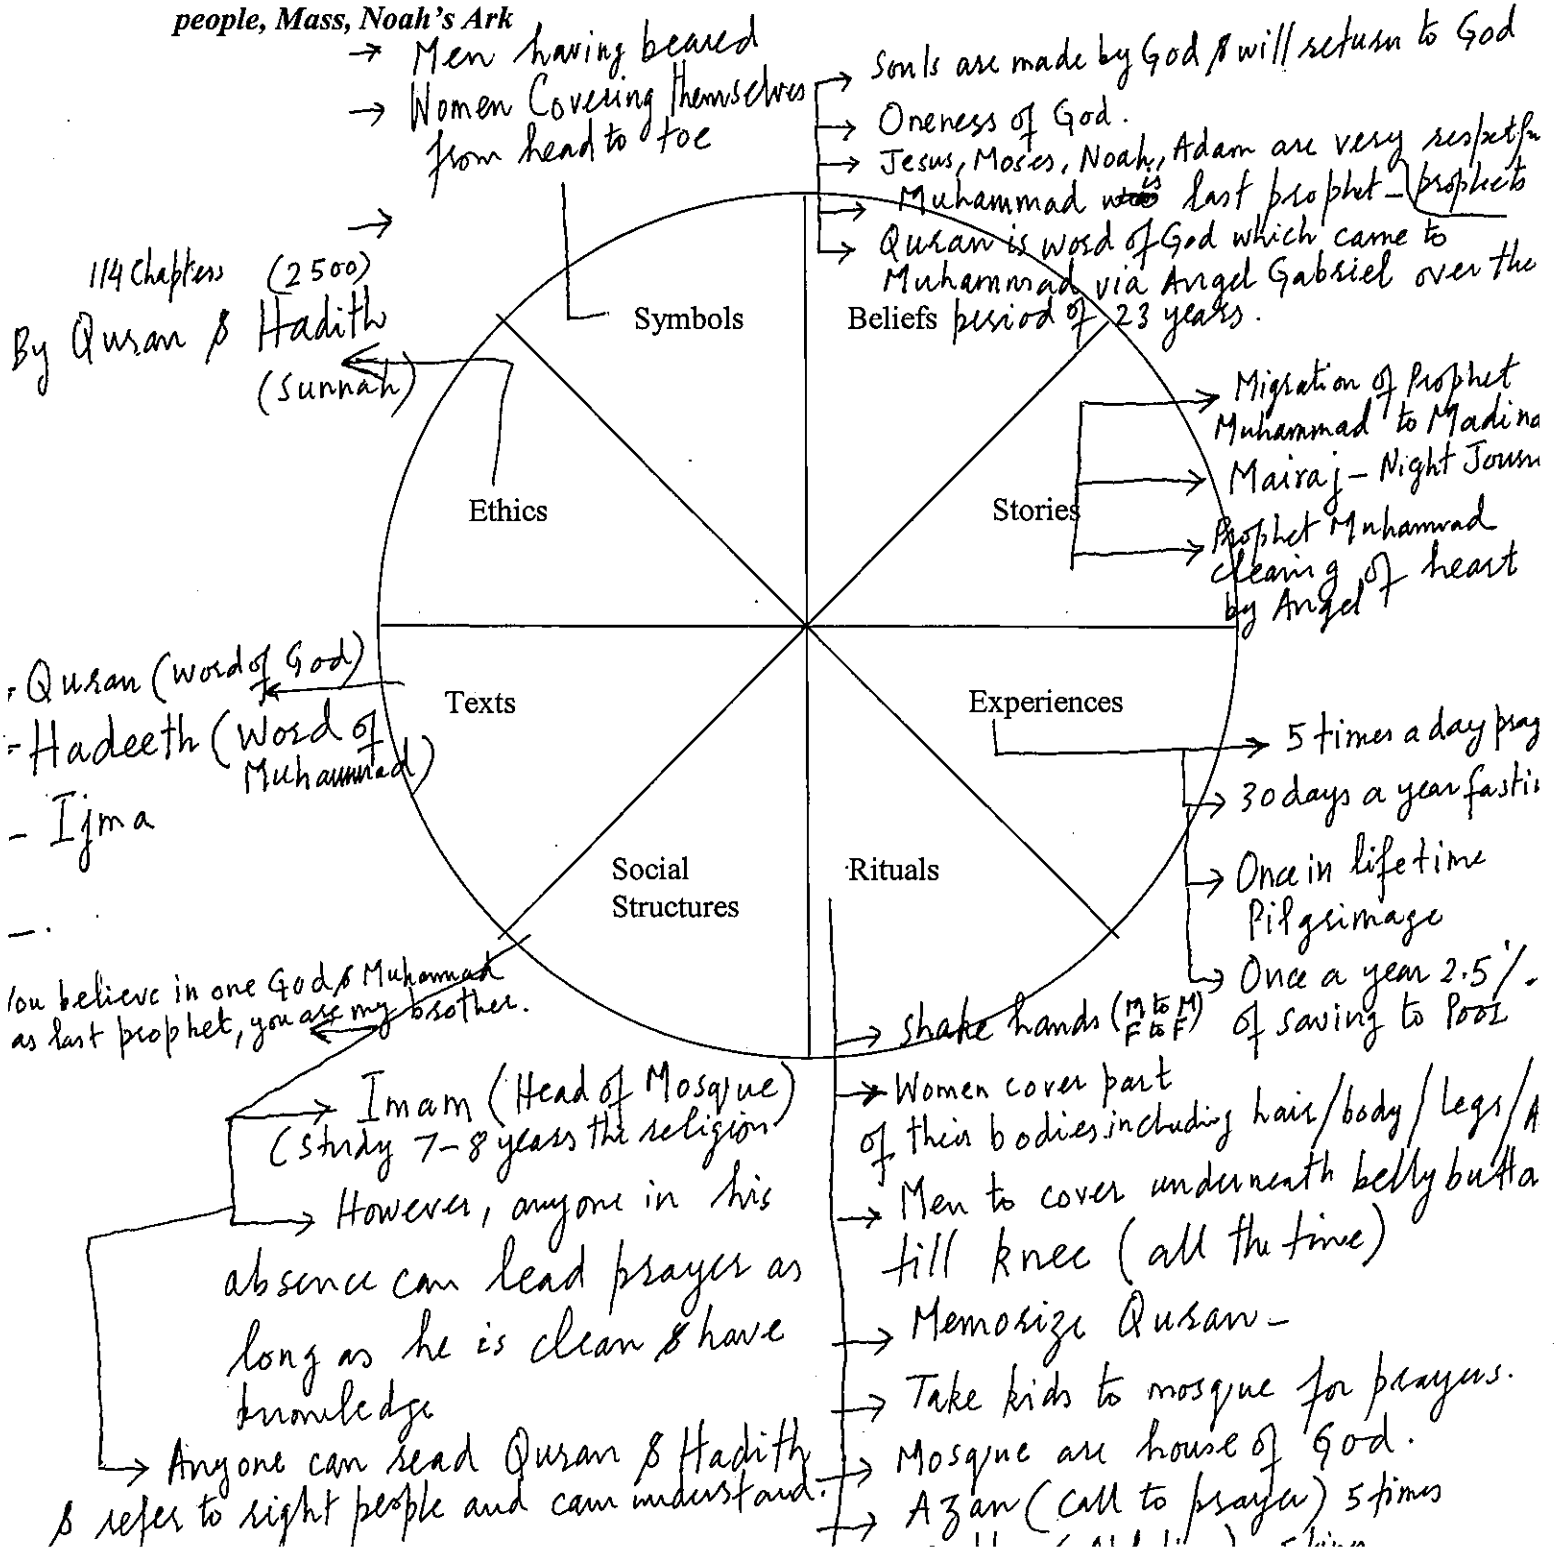 people, Mass, Noah's Ark
→ Men having beared
→ Women Covering themselves
from head to toe
→
Symbols
Souls are made by God & will return to God
Oneness of God.
Jesus, Moses, Noah, Adam are very
Muhammad is last prophet - prophets
Quran is word of God which came to
Muhammad via Angel Gabriel over the
Beliefs period of 23 years.
114 Chapters (2500)
By Quran & Hadith
(Sunnah)
Ethics
Migration of Prophet
Muhammad to Madina
Mairaj - Night Journ
Stories
Prophet Muhammad
clearing of heart
by Angel
- Quran (word of God)
- Hadeeth (Word of
Muhammad)
- Ijma
- .
Texts
Experiences
5 times a day pray
30 days a year fasti
Once in lifetime
Pilgrimage
Once a year 2.5%
of saving to Poor
Social
Structures
You believe in one God & Muhammad
as last prophet, you are my brother.
Imam (Head of Mosque)
(Study 7-8 years the religion
However, anyone in his
absence can lead prayer as
long as he is clean & have
knowledge
Anyone can read Quran & Hadith
& refer to right people and can understand.
Rituals
shake hands (M to M)
F to F
Women cover part
of their bodies including hair/body/legs/A
Men to cover underneath belly butta
till knee (all the time)
Memorize Quran -
Take kids to mosque for prayers.
Mosque are house of God.
Azan (Call to prayer) 5 times